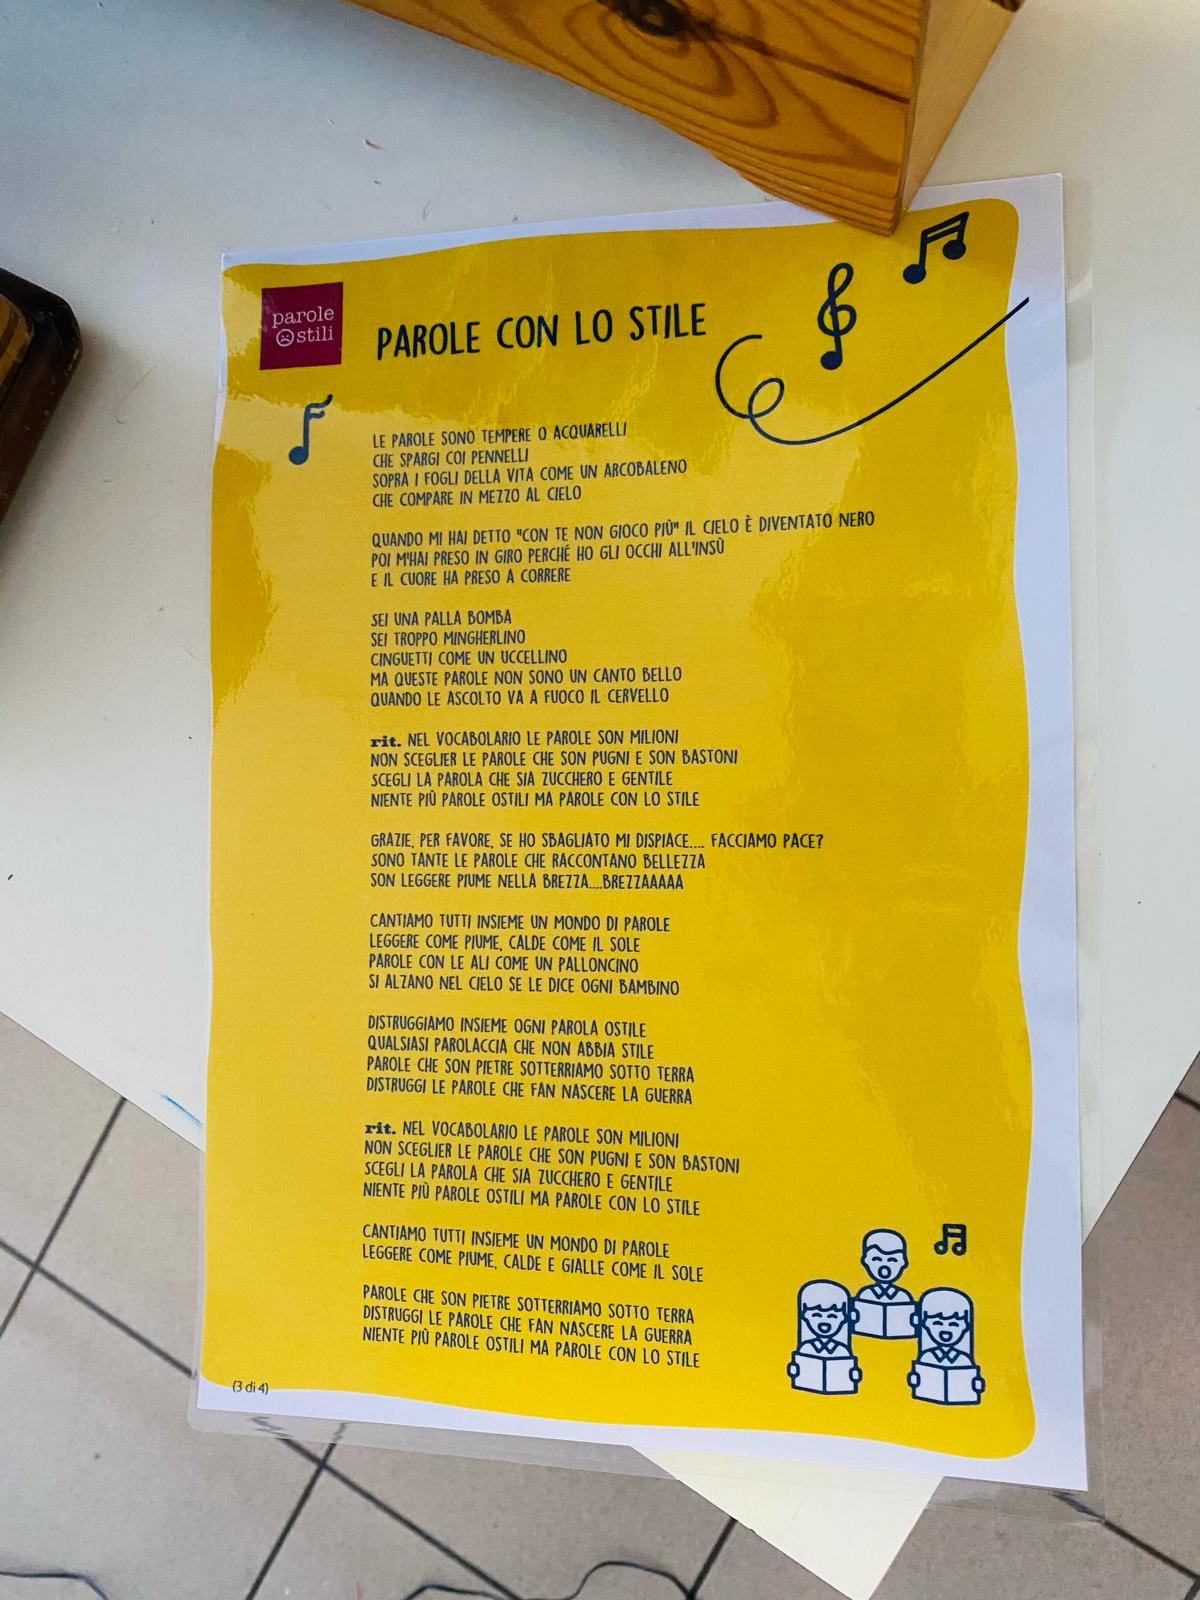 parole
ostili
PAROLE CON LO STILE
LE PAROLE SONO TEMPERE O ACQUARELLI
CHE SPARGI COI PENNELLI
SOPRA I FOGLI DELLA VITA COME UN ARCOBALENO
CHE COMPARE IN MEZZO AL CIELO
QUANDO MI HAI DETTO "CON TE NON GIOCO PIÙ" IL CIELO È DIVENTATO NERO
POI M'HAI PRESO IN GIRO PERCHÉ HO GLI OCCHI ALL'INSÙ
E IL CUORE HA PRESO A CORRERE
SEI UNA PALLA BOMBA
SEI TROPPO MINGHERLINO
CINGUETTI COME UN UCCELLINO
MA QUESTE PAROLE NON SONO UN CANTO BELLO
QUANDO LE ASCOLTO VA A FUOCO IL CERVELLO
rit. NEL VOCABOLARIO LE PAROLE SON MILIONI
NON SCEGLIER LE PAROLE CHE SON PUGNI E SON BASTONI
SCEGLI LA PAROLA CHE SIA ZUCCHERO E GENTILE
NIENTE PIÙ PAROLE OSTILI MA PAROLE CON LO STILE
GRAZIE, PER FAVORE, SE HO SBAGLIATO MI DISPIACE.... FACCIAMO PACE?
SONO TANTE LE PAROLE CHE RACCONTANO BELLEZZA
SON LEGGERE PIUME NELLA BREZZA....BREZZAAAAA
CANTIAMO TUTTI INSIEME UN MONDO DI PAROLE
LEGGERE COME PIUME, CALDE COME IL SOLE
PAROLE CON LE ALI COME UN PALLONCINO
SI ALZANO NEL CIELO SE LE DICE OGNI BAMBINO
DISTRUGGIAMO INSIEME OGNI PAROLA OSTILE
QUALSIASI PAROLACCIA CHE NON ABBIA STILE
PAROLE CHE SON PIETRE SOTTERRIAMO SOTTO TERRA
DISTRUGGI LE PAROLE CHE FAN NASCERE LA GUERRA
rit. NEL VOCABOLARIO LE PAROLE SON MILIONI
NON SCEGLIER LE PAROLE CHE SON PUGNI E SON BASTONI
SCEGLI LA PAROLA CHE SIA ZUCCHERO E GENTILE
NIENTE PIÙ PAROLE OSTILI MA PAROLE CON LO STILE
CANTIAMO TUTTI INSIEME UN MONDO DI PAROLE
LEGGERE COME PIUME, CALDE E GIALLE COME IL SOLE
PAROLE CHE SON PIETRE SOTTERRIAMO SOTTO TERRA
DISTRUGGI LE PAROLE CHE FAN NASCERE LA GUERRA
NIENTE PIÙ PAROLE OSTILI MA PAROLE CON LO STILE
(3 di 4)